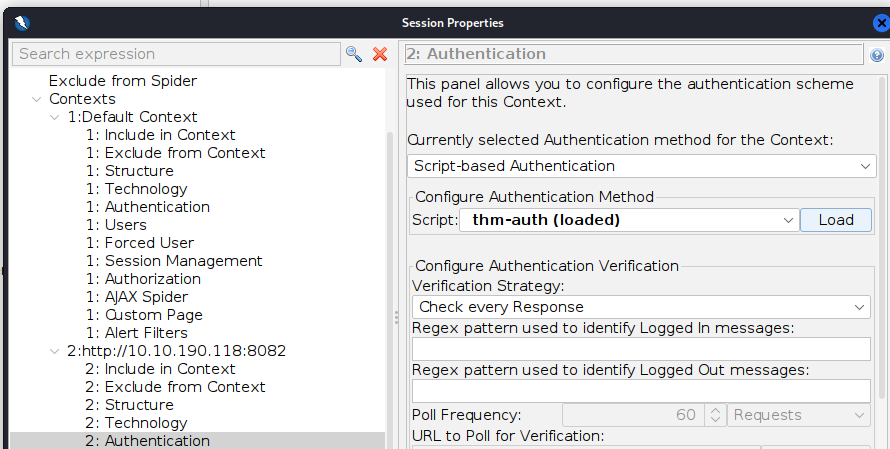 Session Properties
Search expression
Exclude from Spider
Contexts
1:Default Context
1: Include in Context
1: Exclude from Context
1: Structure
1: Technology
1: Authentication
1: Users
1: Forced User
1: Session Management
1: Authorization
1: AJAX Spider
1: Custom Page
1: Alert Filters
2:http://10.10.190.118:8082
2: Include in Context
2: Exclude from Context
2: Structure
2: Technology
2: Authentication
2: Authentication
This panel allows you to configure the authentication scheme
used for this Context.
Currently selected Authentication method for the Context:
Script-based Authentication
Configure Authentication Method
Script: thm-auth (loaded) Load
Configure Authentication Verification
Verification Strategy:
Check every Response
Regex pattern used to identify Logged In messages:
Regex pattern used to identify Logged Out messages:
Poll Frequency: 60 Requests
URL to Poll for Verification: